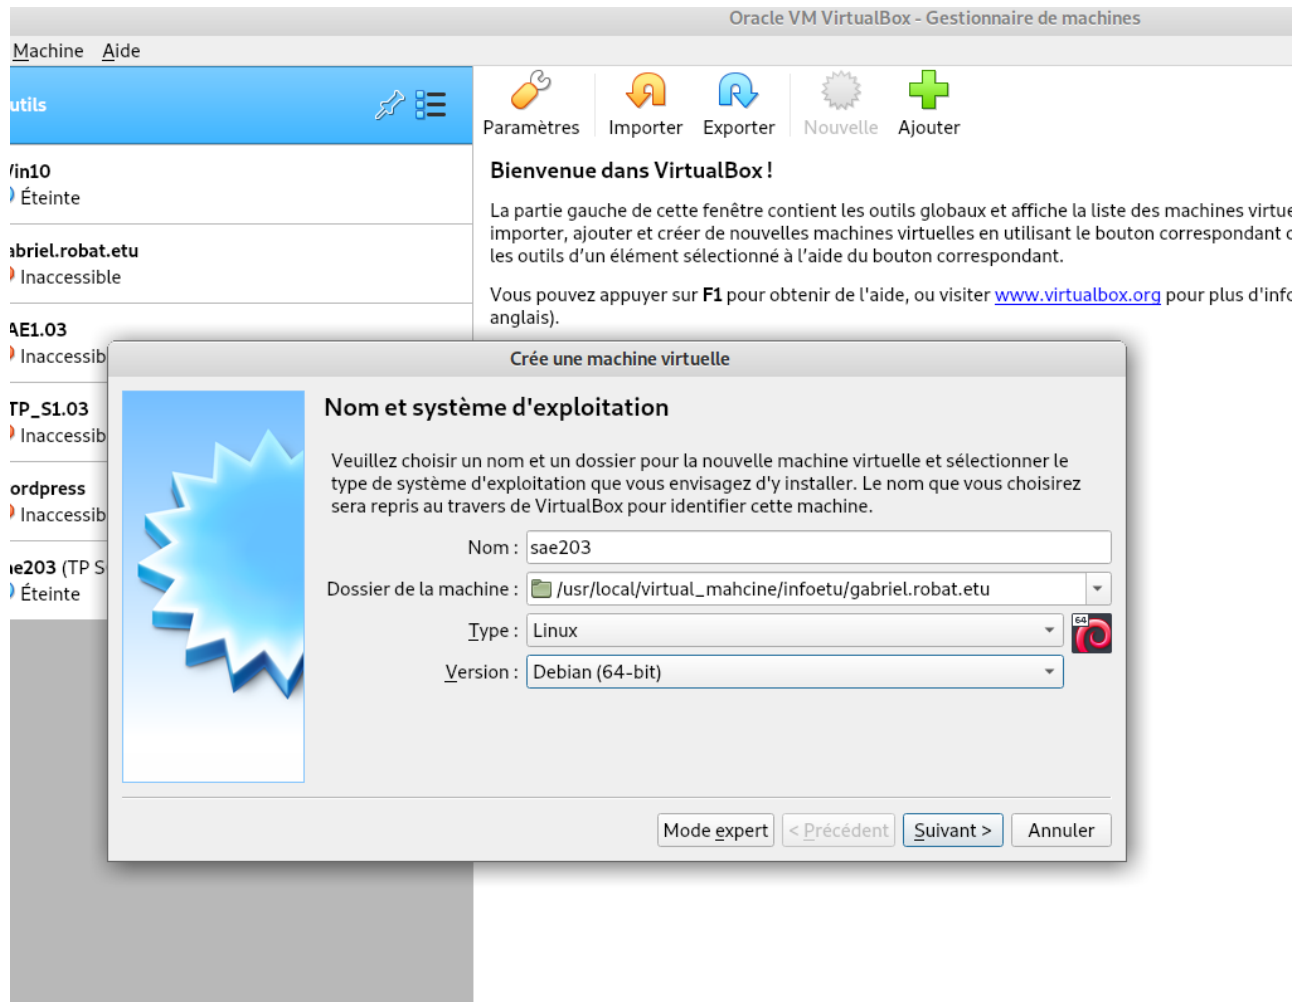 Oracle VM VirtualBox - Gestionnaire de machines
Machine Aide
utils
Paramètres Importer Exporter Nouvelle Ajouter
in10
Éteinte
abriel.robat.etu
Inaccessible
AE1.03
Inaccessib
TP_S1.03
Inaccessib
ordpress
Inaccessib
ae203 (TP S
Éteinte
Bienvenue dans VirtualBox !
La partie gauche de cette fenêtre contient les outils globaux et affiche la liste des machines virtue
importer, ajouter et créer de nouvelles machines virtuelles en utilisant le bouton correspondant
les outils d'un élément sélectionné à l'aide du bouton correspondant.
Vous pouvez appuyer sur F1 pour obtenir de l'aide, ou visiter www.virtualbox.org pour plus d'info
anglais).
Crée une machine virtuelle
Nom et système d'exploitation
Veuillez choisir un nom et un dossier pour la nouvelle machine virtuelle et sélectionner le
type de système d'exploitation que vous envisagez d'y installer. Le nom que vous choisirez
sera repris au travers de VirtualBox pour identifier cette machine.
Nom : sae203
Dossier de la machine : /usr/local/virtual_mahcine/infoetu/gabriel.robat.etu
Type : Linux
64
Version : Debian (64-bit)
Mode expert < Précédent Suivant > Annuler